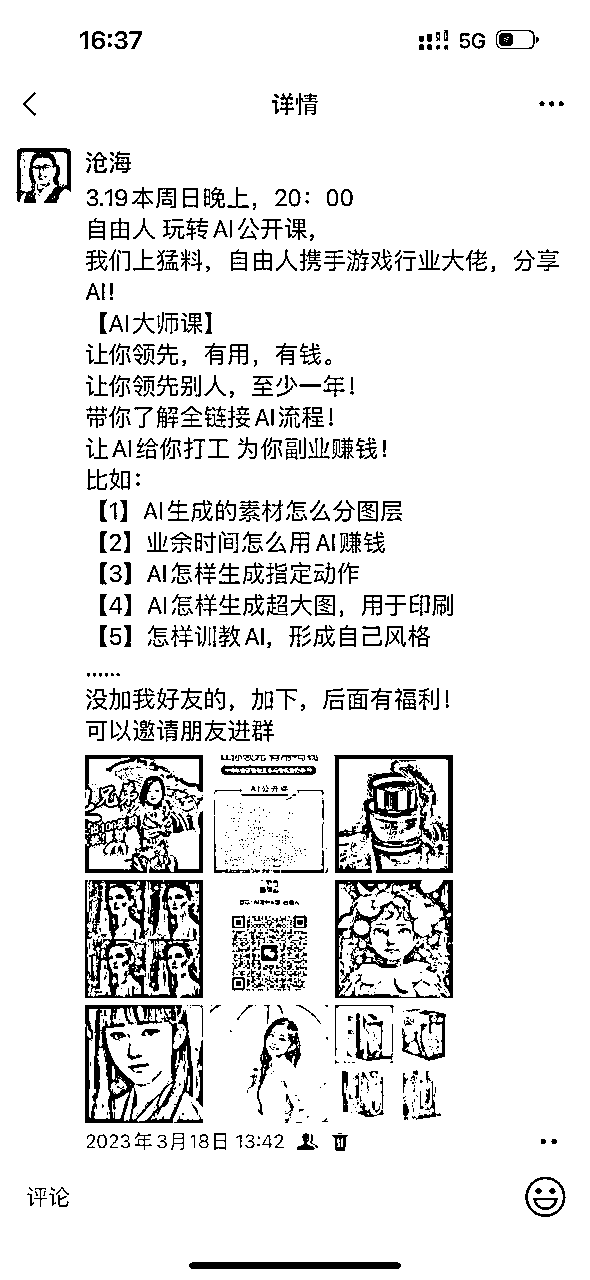 16:37
5G
详情
沧海
3.19本周日晚上，20：00
自由人 玩转AI公开课，
我们上猛料，自由人携手游戏行业大佬，分享
AI!
【AI大师课】
让你领先，有用，有钱。
让你领先别人，至少一年！
带你了解全链接AI流程！
让AI给你打工 为你副业赚钱！
比如：
【1】AI生成的素材怎么分图层
【2】业余时间怎么用AI赚钱
【3】AI怎样生成指定动作
【4】AI怎样生成超大图，用于印刷
【5】怎样训教AI，形成自己风格
......
没加我好友的，加下，后面有福利！
可以邀请朋友进群
AI公开课
2023年3月18日 13:42
评论